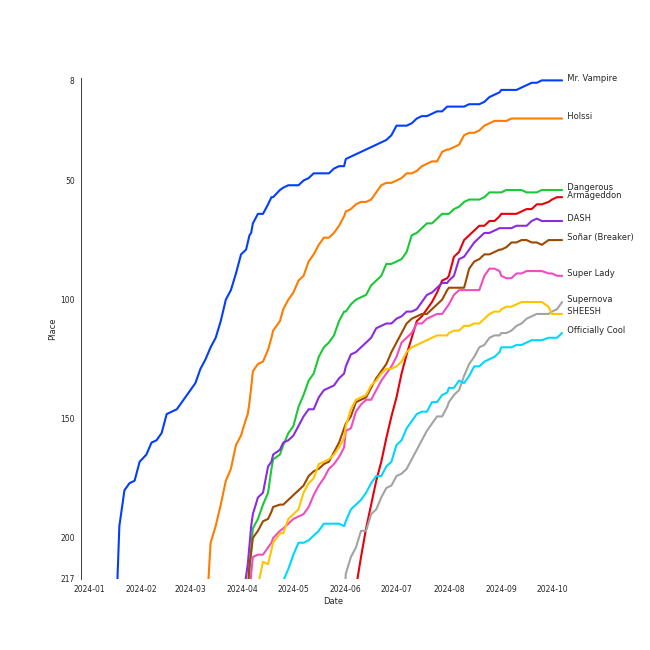 8
50
100
150
200
217
Place
2024-01
2024-02
2024-03
2024-04
2024-05
2024-06
2024-07
2024-08
2024-09
2024-10
Date
Mr. Vampire
Holssi
Dangerous
Armageddon
DASH
Soñar (Breaker)
Super Lady
Supernova
SHEESH
Officially Cool